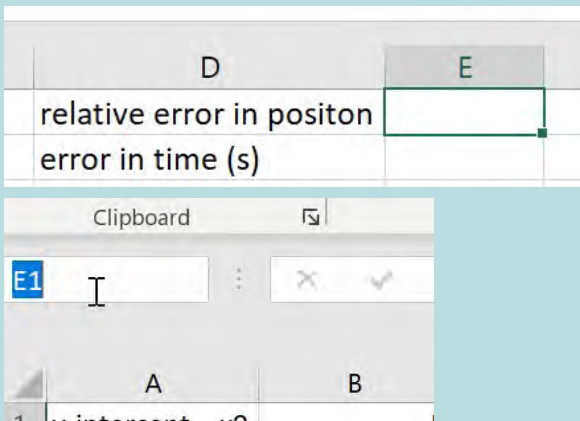 D E
relative error in positon
error in time (s)
Clipboard
E1
A B